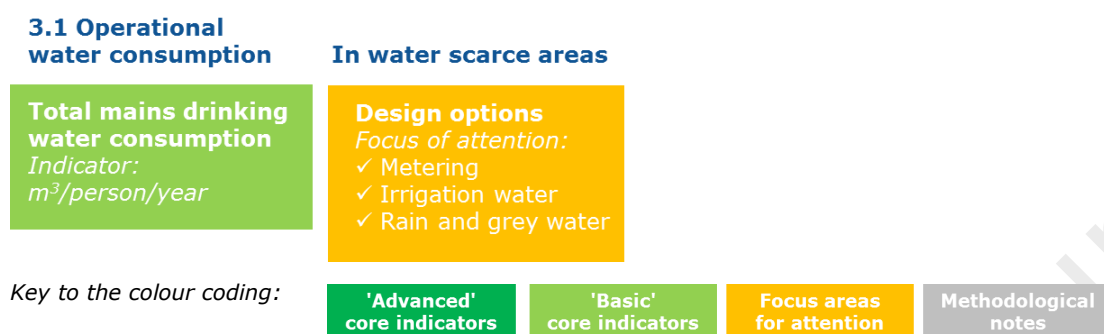 3.1 Operational
water consumption
In water scarce areas
Total mains drinking
water consumption
Indicator:
m³/person/year
Design options
Focus of attention:
✓ Metering
✓ Irrigation water
✓ Rain and grey water
Key to the colour coding:
'Advanced'
core indicators
'Basic'
core indicators
Focus areas
for attention
Methodological
notes